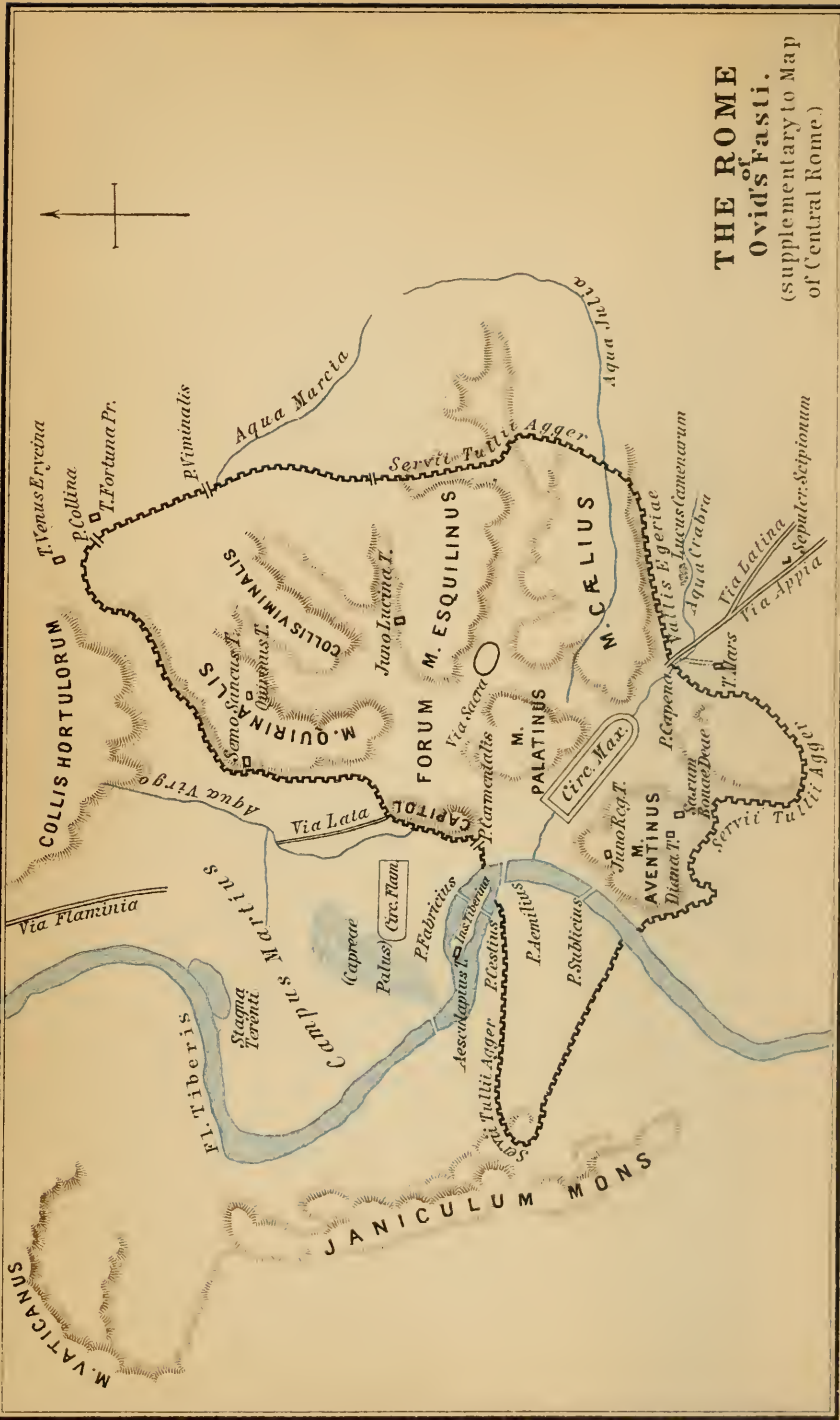 THE ROME
of
Ovid's Fasti.
(supplementary to Map
of Central Rome.)
T. Venus Erycina
P. Collina
T. Fortuna Pr.
P. Viminalis
Aqua Marcia
COLLIS HORTULORUM
Semo Sancus T.
Quirinus T.
M. QUIRINALIS
COLLIS VIMINALIS
Juno Lucina T.
Servii Tullii Agger
Aqua Julia
M. ESQUILINUS
FORUM
Via Sacra
M. CÆLIUS
Aqua Virgo
Via Lata
CAPITOL
P. Carmentalis
M.
PALATINUS
Circ. Max.
Vallis Egeriae
Lucus Camenarum
Aqua Crabra
Via Latina
Sepulcr. Scipionum
Via Appia
P. Capena
T. Mars
Via Flaminia
Campus Martius
(Capreae
Palus)
Circ. Flam.
P. Fabricius
Ins. Tiberina
Aesculapius T.
P. Cestius
P. Aemilius
P. Sublicius
Juno Reg. T.
M.
AVENTINUS
Diana T.
Saxum
Bonae Deae
Servii Tullii Agger
Fl. Tiberis
Stagna
Terenti
Servii Tullii Agger
JANICULUM MONS
M. VATICANUS